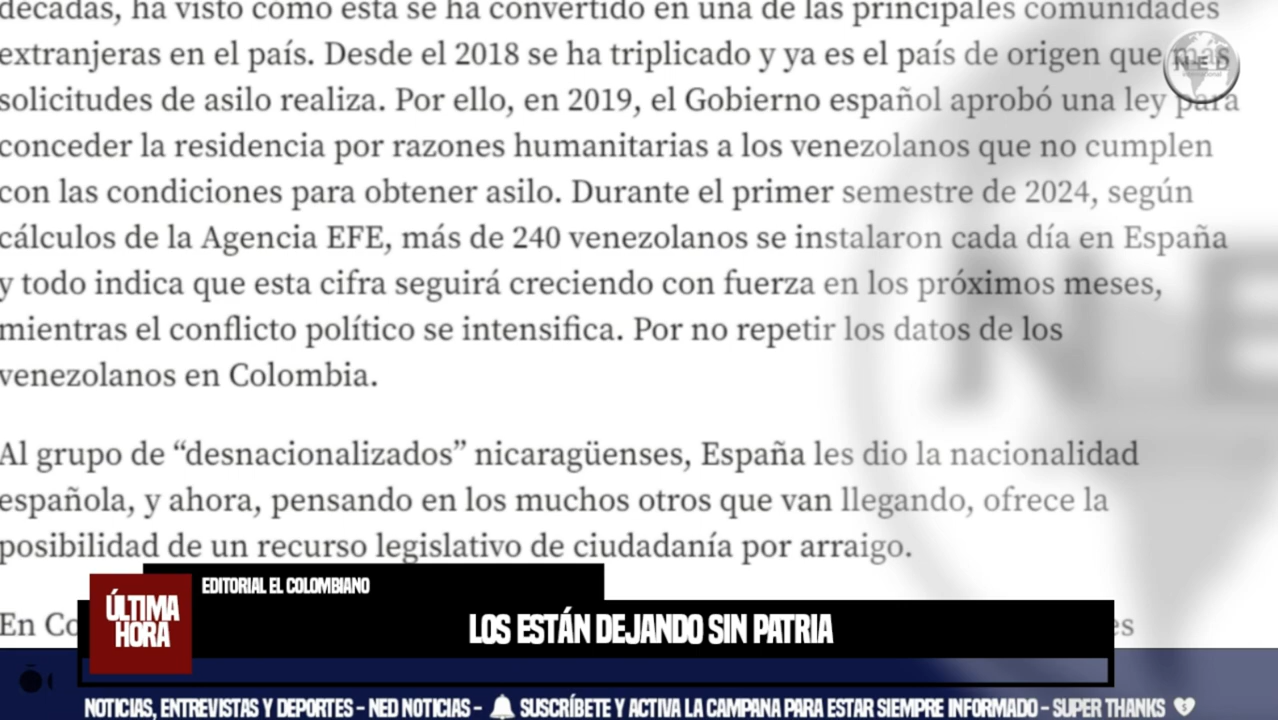 décadas, ha visto cómo esta se ha convertido en una de las principales comunidades
extranjeras en el país. Desde el 2018 se ha triplicado y ya es el país de origen que más
solicitudes de asilo realiza. Por ello, en 2019, el Gobierno español aprobó una ley para
conceder la residencia por razones humanitarias a los venezolanos que no cumplen
con las condiciones para obtener asilo. Durante el primer semestre de 2024, según
cálculos de la Agencia EFE, más de 240 venezolanos se instalaron cada día en España
y todo indica que esta cifra seguirá creciendo con fuerza en los próximos meses,
mientras el conflicto político se intensifica. Por no repetir los datos de los
venezolanos en Colombia.
Al grupo de “desnacionalizados” nicaragüenses, España les dio la nacionalidad
española, y ahora, pensando en los muchos otros que van llegando, ofrece la
posibilidad de un recurso legislativo de ciudadanía por arraigo.
En
NED
EDITORIAL EL COLOMBIANO
ÚLTIMA
HORA
LOS ESTÁN DEJANDO SIN PATRIA
NOTICIAS, ENTREVISTAS Y DEPORTES - NED NOTICIAS - SUSCRÍBETE Y ACTIVA LA CAMPANA PARA ESTAR SIEMPRE INFORMADO - SUPER THANKS